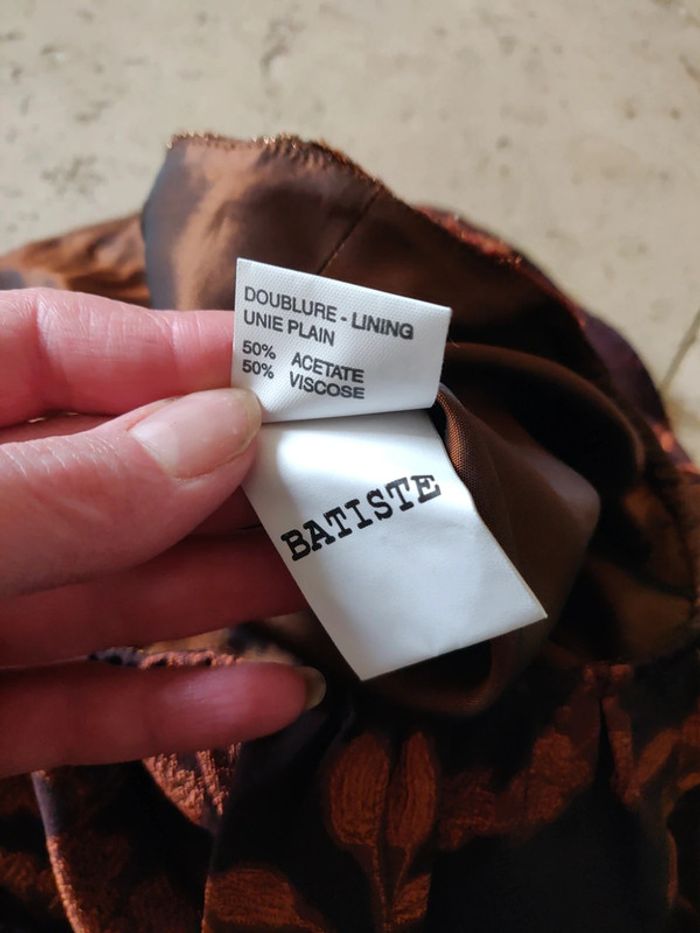 DOUBLURE - LINING
UNIE PLAIN
50% ACETATE
50% VISCOSE
BATISTE